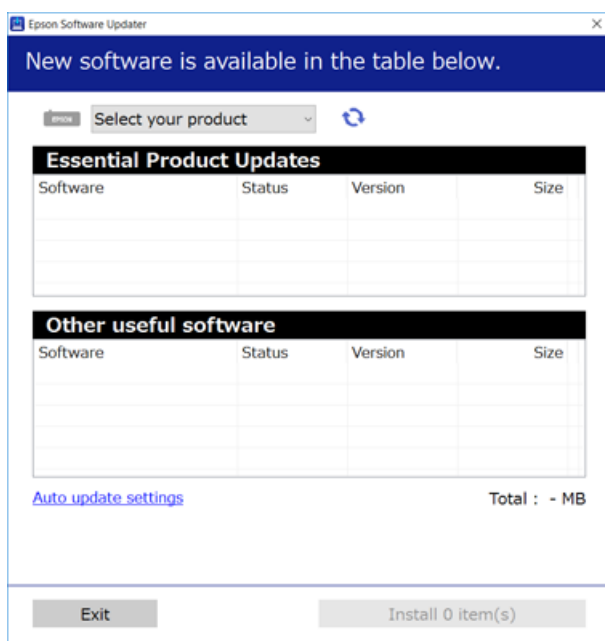 Epson Software Updater
New software is available in the table below.
EPSON Select your product
Essential Product Updates
Software Status Version Size
Other useful software
Software Status Version Size
Auto update settings Total : - MB
Exit Install 0 item(s)